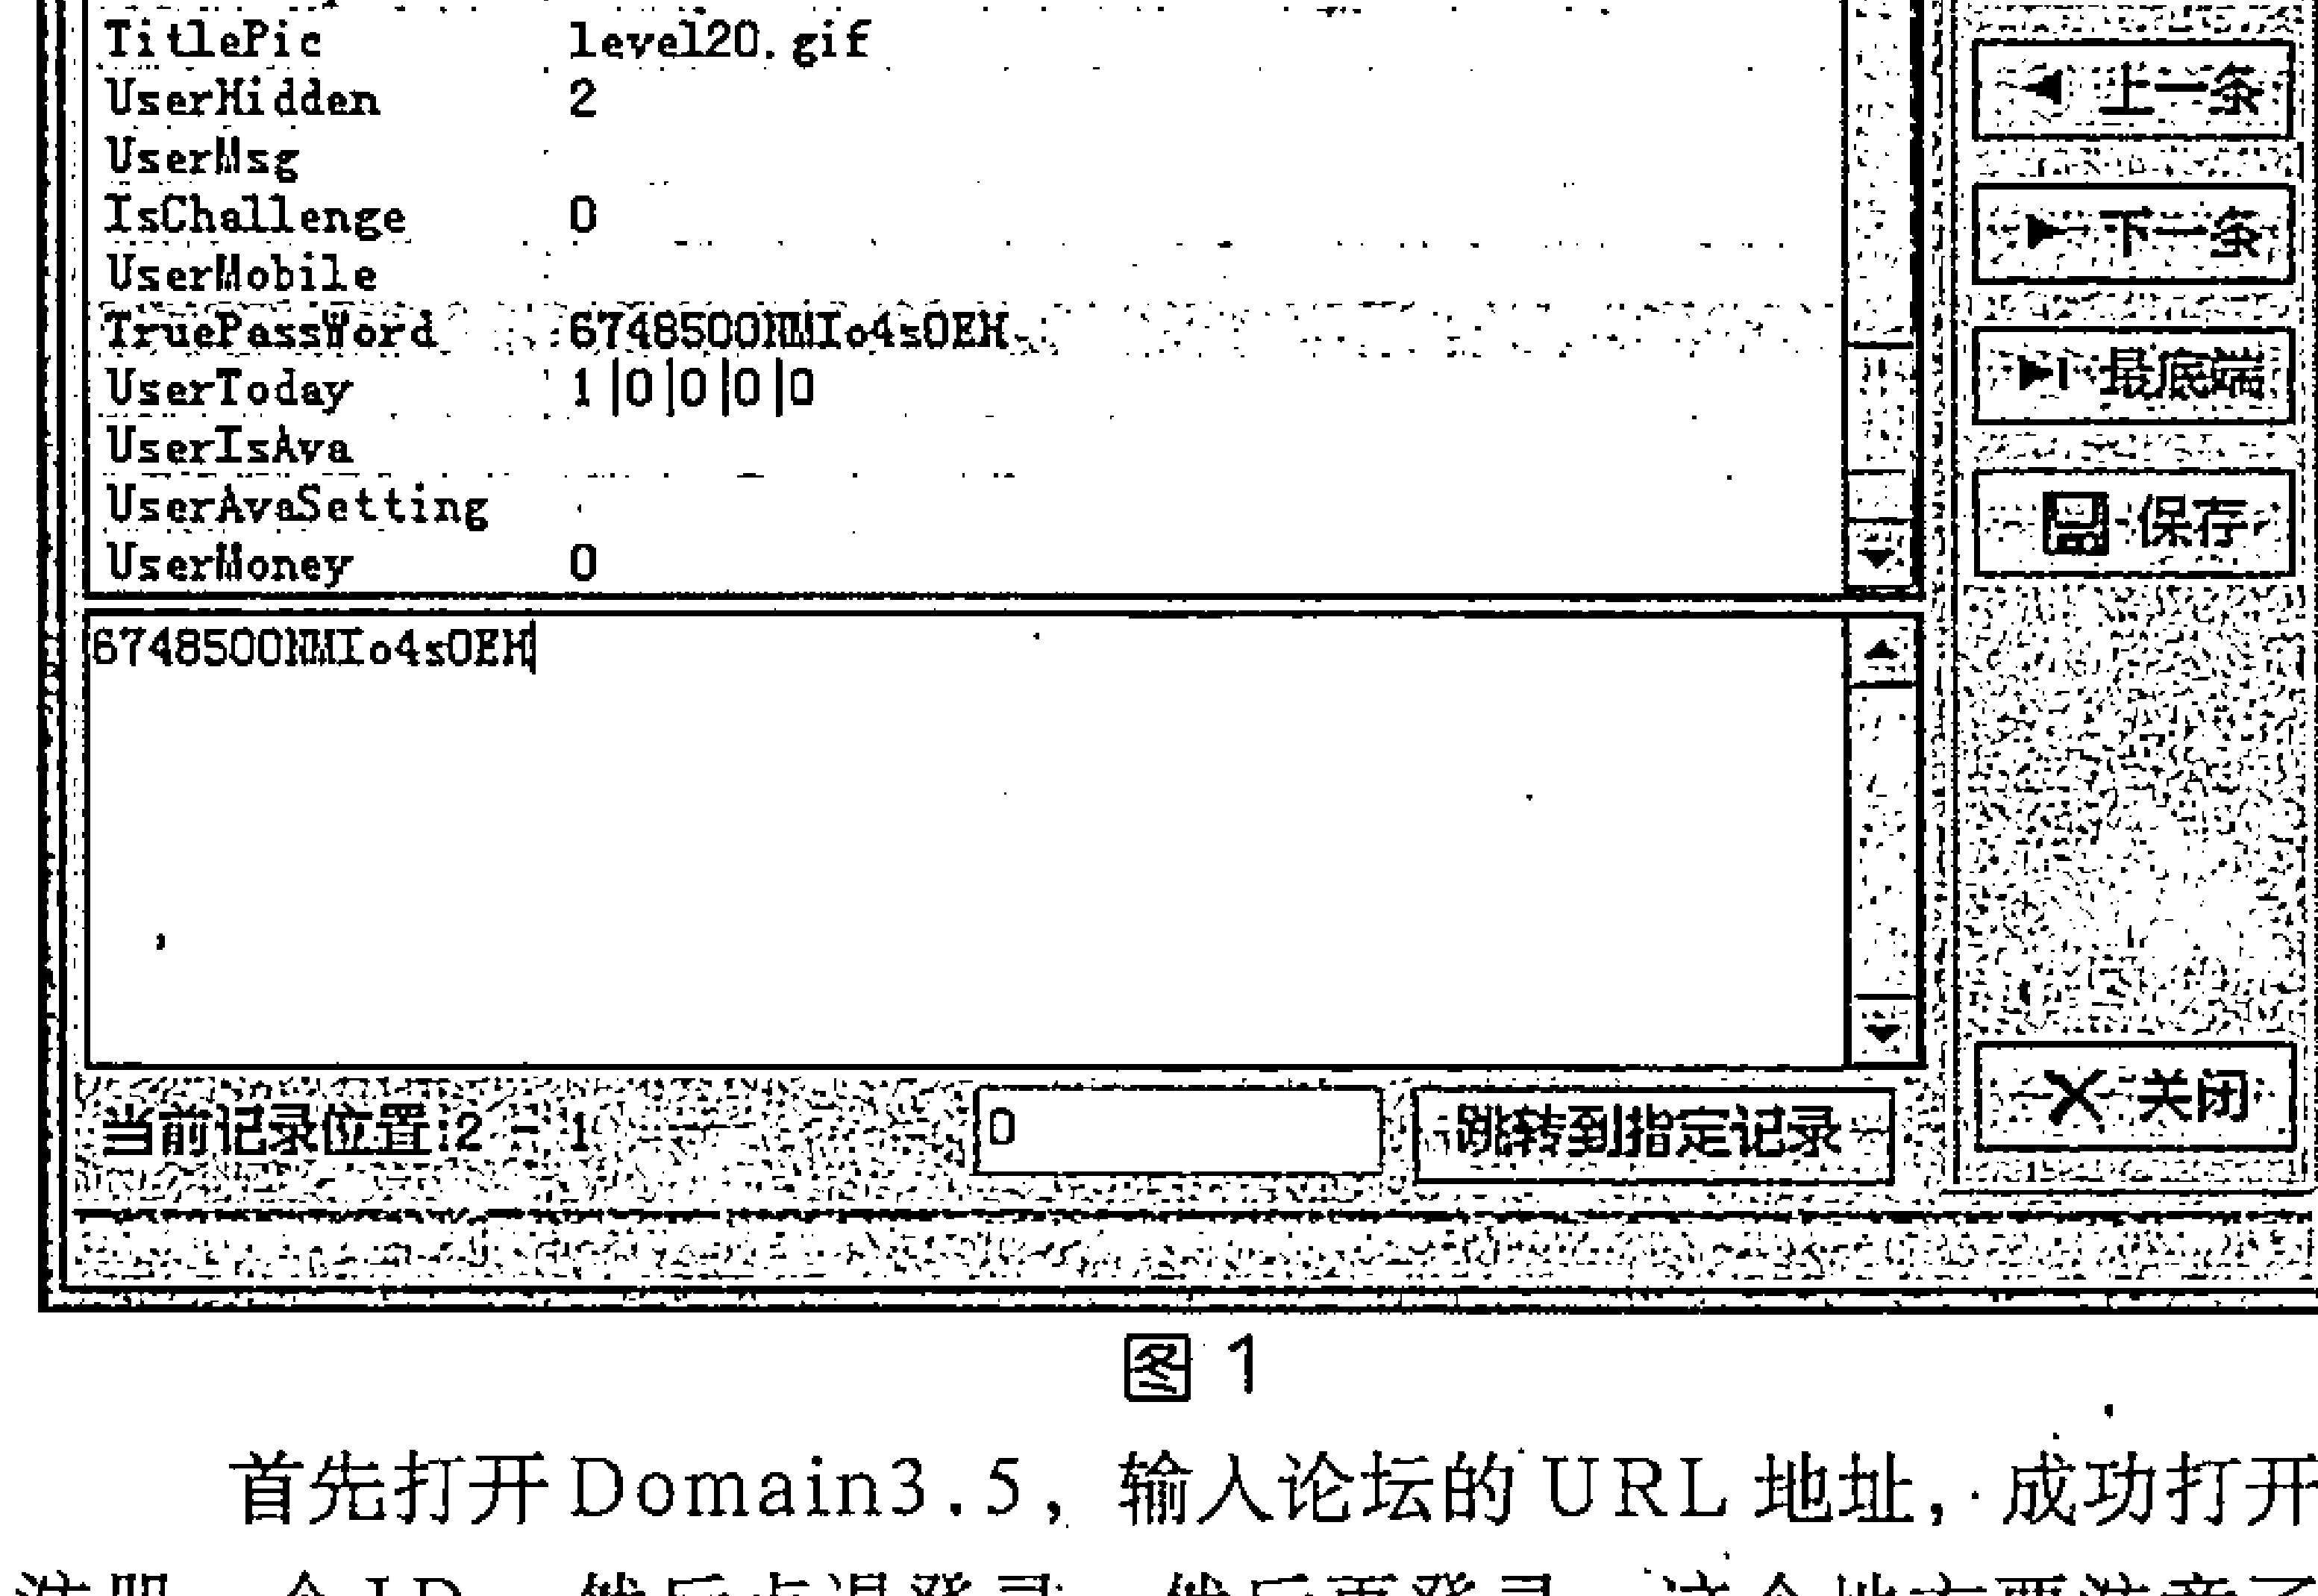 TitlePic level20.gif
UserHidden 2
UserMsg
IsChallenge 0
UserMobile
TruePassWord 6748500NMIo4sOEH
UserToday 1|0|0|0|0
UserIsAva
UserAvaSetting
UserMoney 0
上一条
下一条
最底端
保存
6748500NMIo4sOEH
当前记录位置:2 - 1 0 跳转到指定记录
关闭
图 1
首先打开Domain3.5，输入论坛的URL地址，成功打开